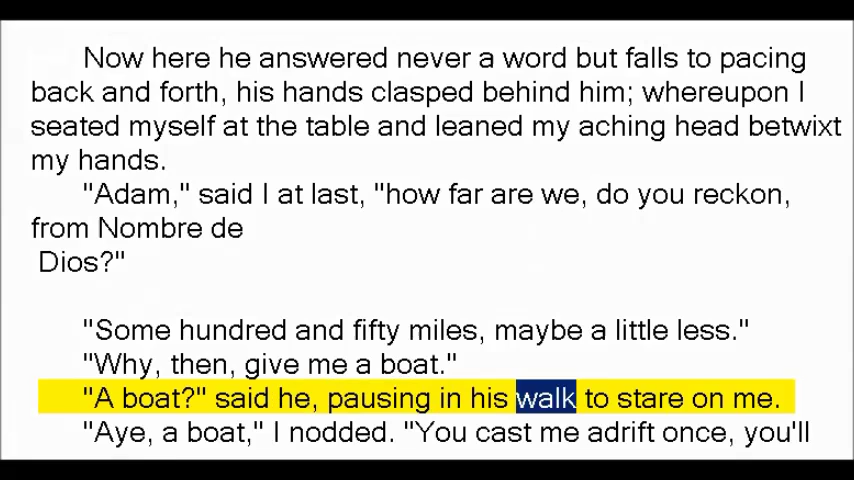 Now here he answered never a word but falls to pacing
back and forth, his hands clasped behind him; whereupon I
seated myself at the table and leaned my aching head betwixt
my hands.
"Adam," said I at last, "how far are we, do you reckon,
from Nombre de
Dios?"
"Some hundred and fifty miles, maybe a little less."
"Why, then, give me a boat."
"A boat?" said he, pausing in his walk to stare on me.
"Aye, a boat," I nodded. "You cast me adrift once, you'll